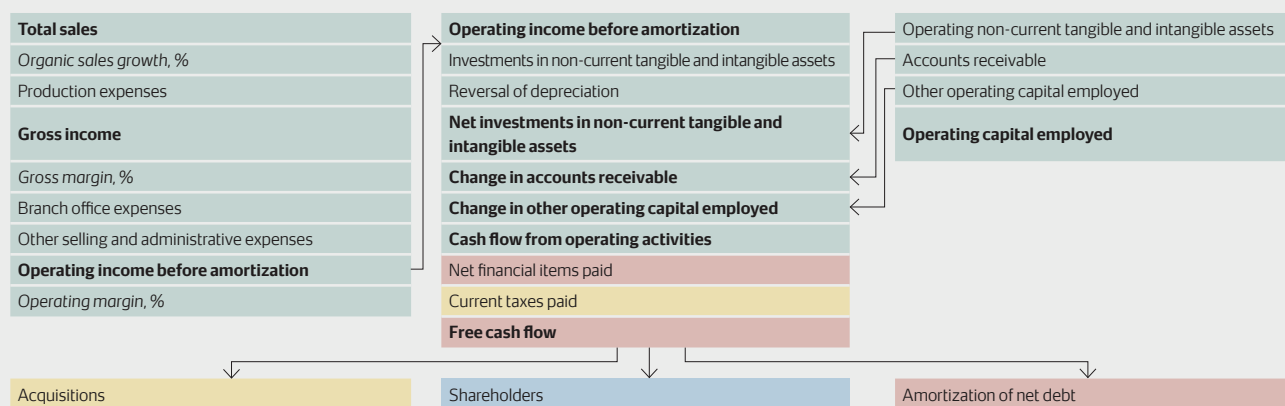 Total sales
Organic sales growth, %
Production expenses
Gross income
Gross margin, %
Branch office expenses
Other selling and administrative expenses
Operating income before amortization
Operating margin, %
Operating income before amortization
Investments in non-current tangible and intangible assets
Reversal of depreciation
Net investments in non-current tangible and
intangible assets
Change in accounts receivable
Change in other operating capital employed
Cash flow from operating activities
Net financial items paid
Current taxes paid
Free cash flow
Operating non-current tangible and intangible assets
Accounts receivable
Other operating capital employed
Operating capital employed
Acquisitions
Shareholders
Amortization of net debt